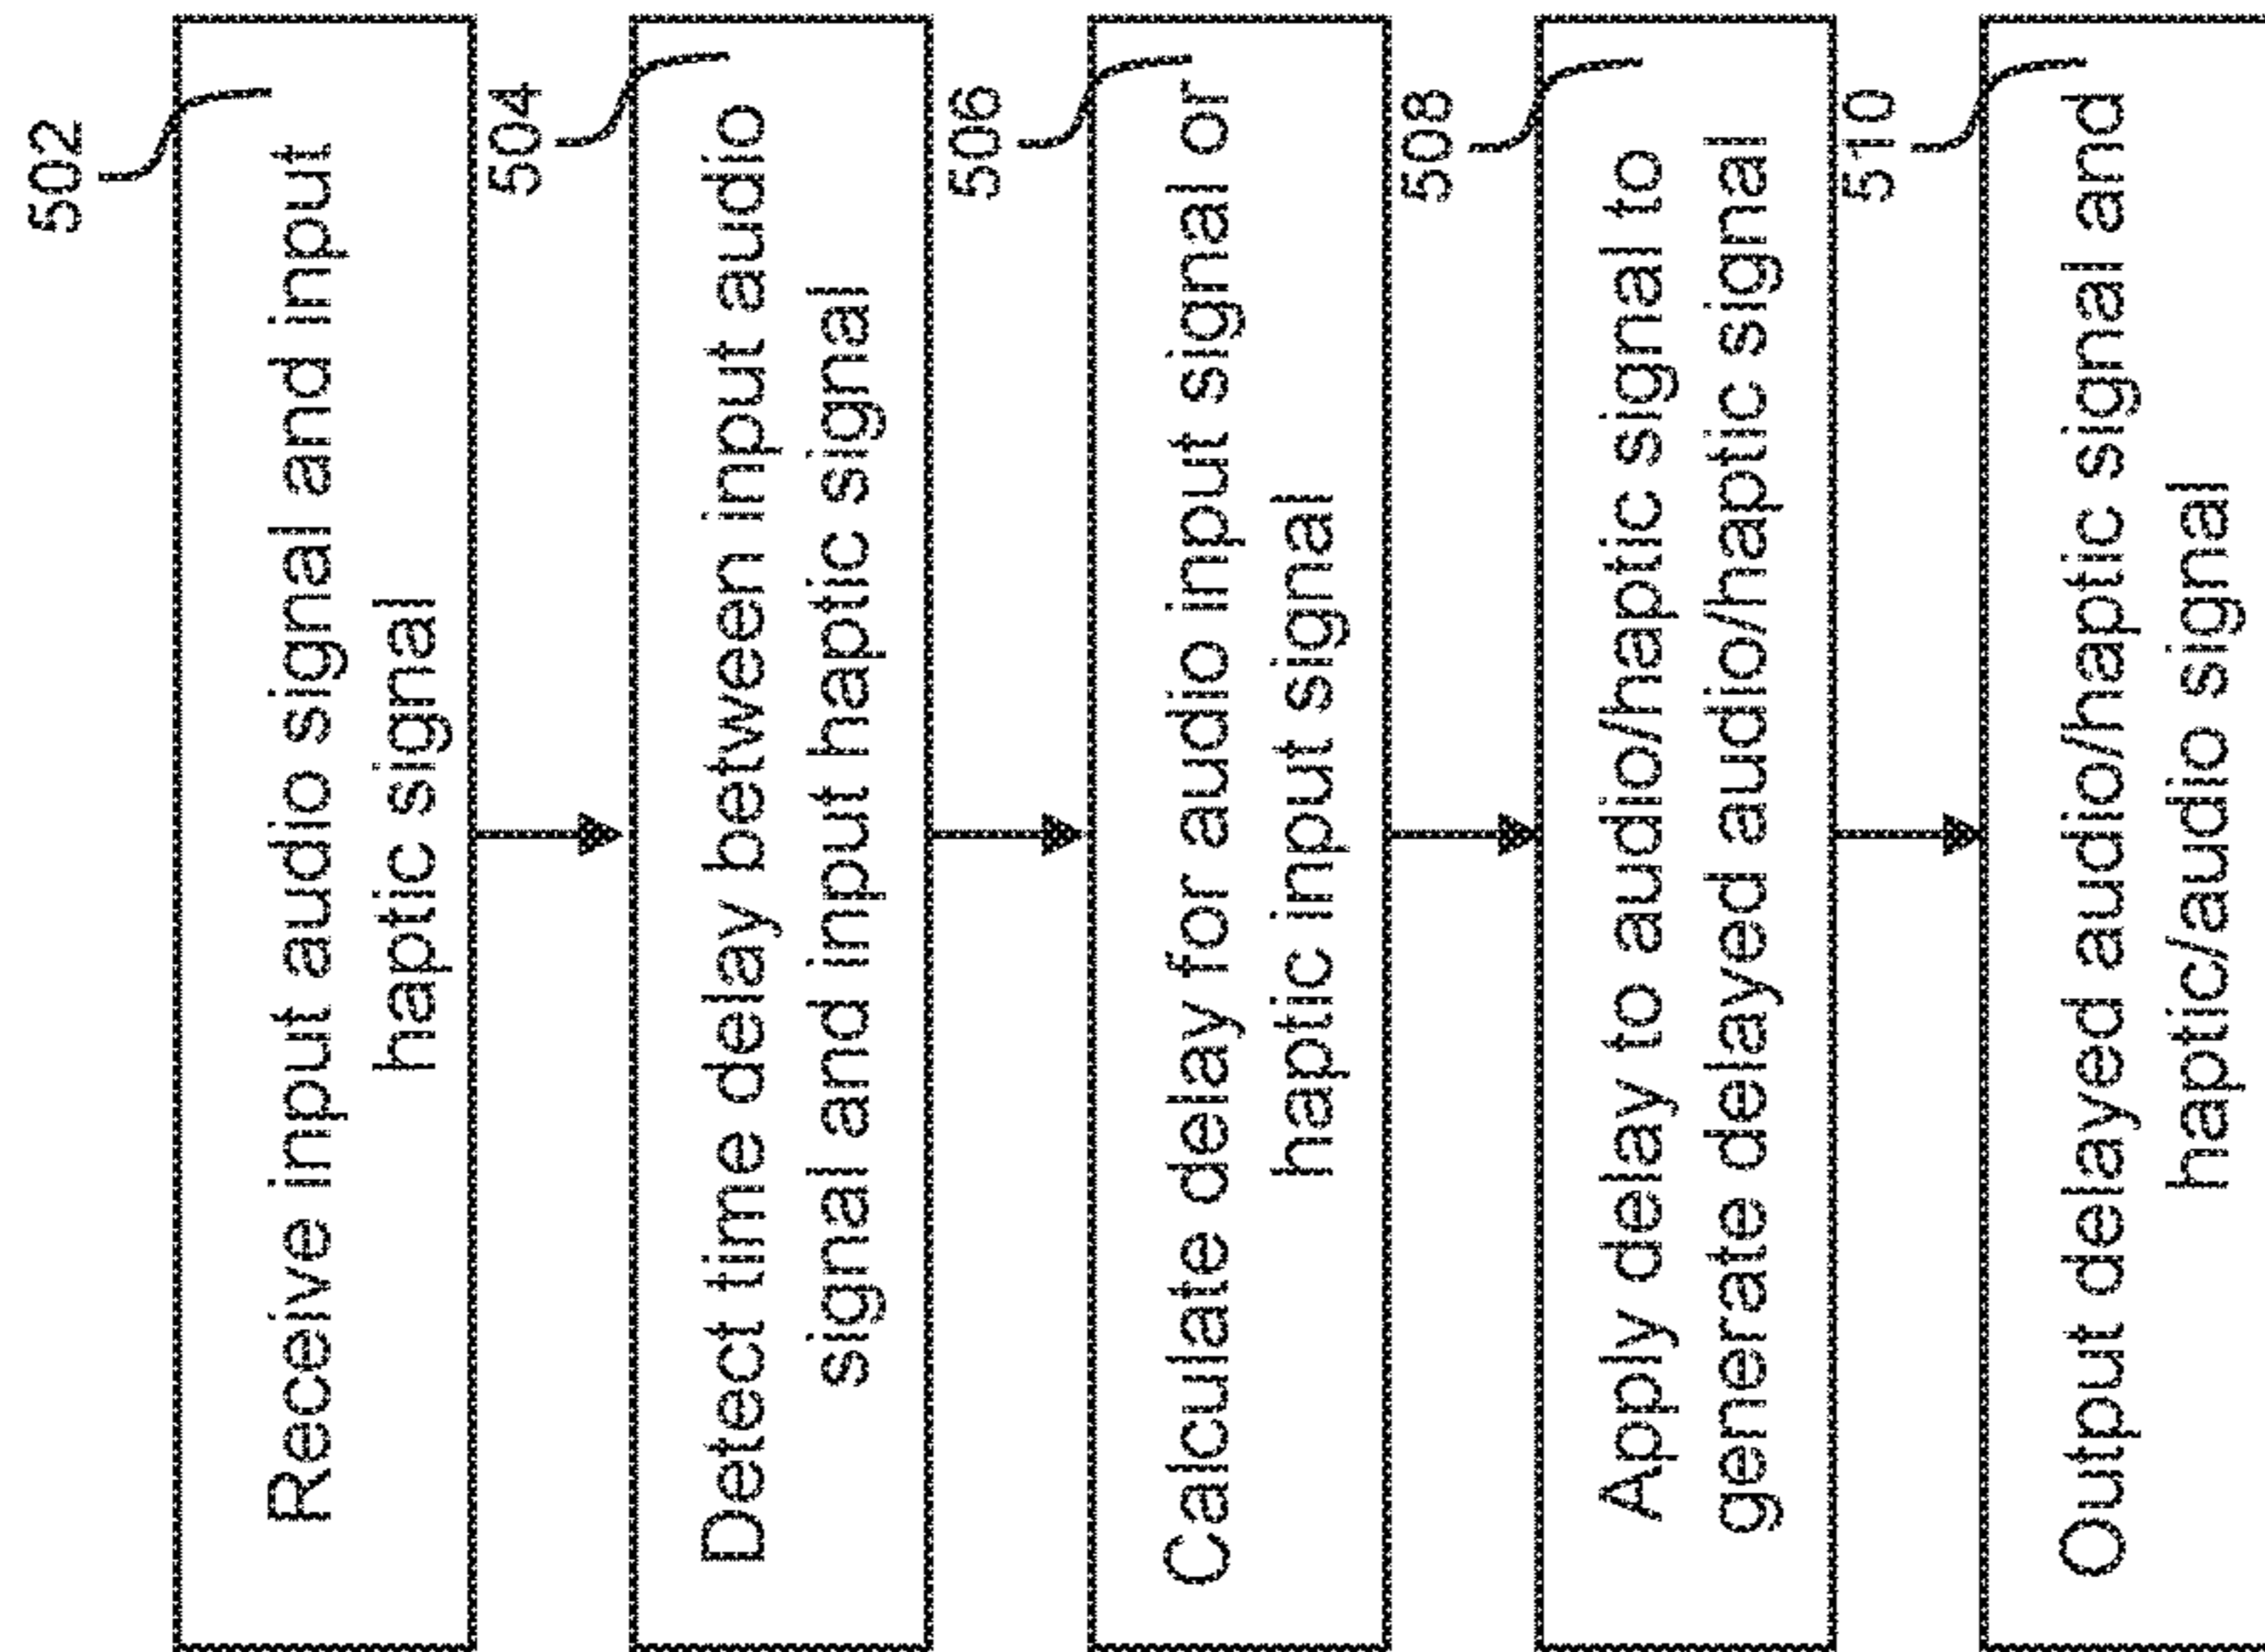 502
Receive input audio signal and input
haptic signal
504
Detect time delay between input audio
signal and input haptic signal
506
Calculate delay for audio input signal or
haptic input signal
508
Apply delay to audio/haptic signal to
generate delayed audio/haptic signal
510
Output delayed audio/haptic signal and
haptic/audio signal